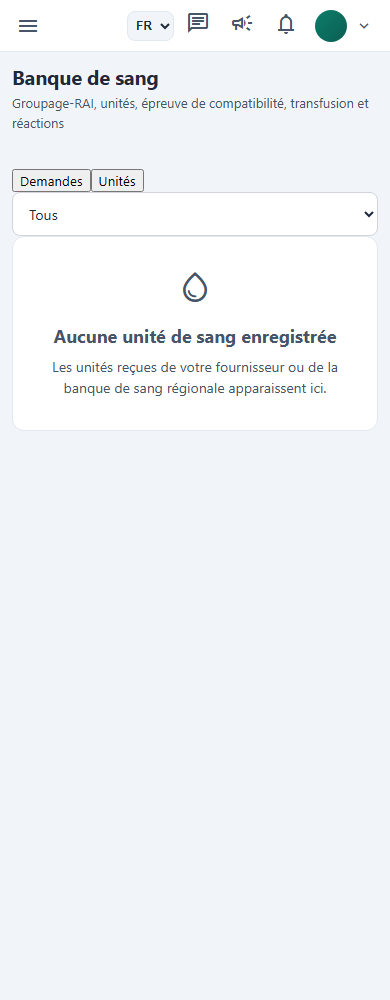 FR
Banque de sang
Groupage-RAI, unités, épreuve de compatibilité, transfusion et
réactions
Demandes
Unités
Tous
Aucune unité de sang enregistrée
Les unités reçues de votre fournisseur ou de la
banque de sang régionale apparaissent ici.